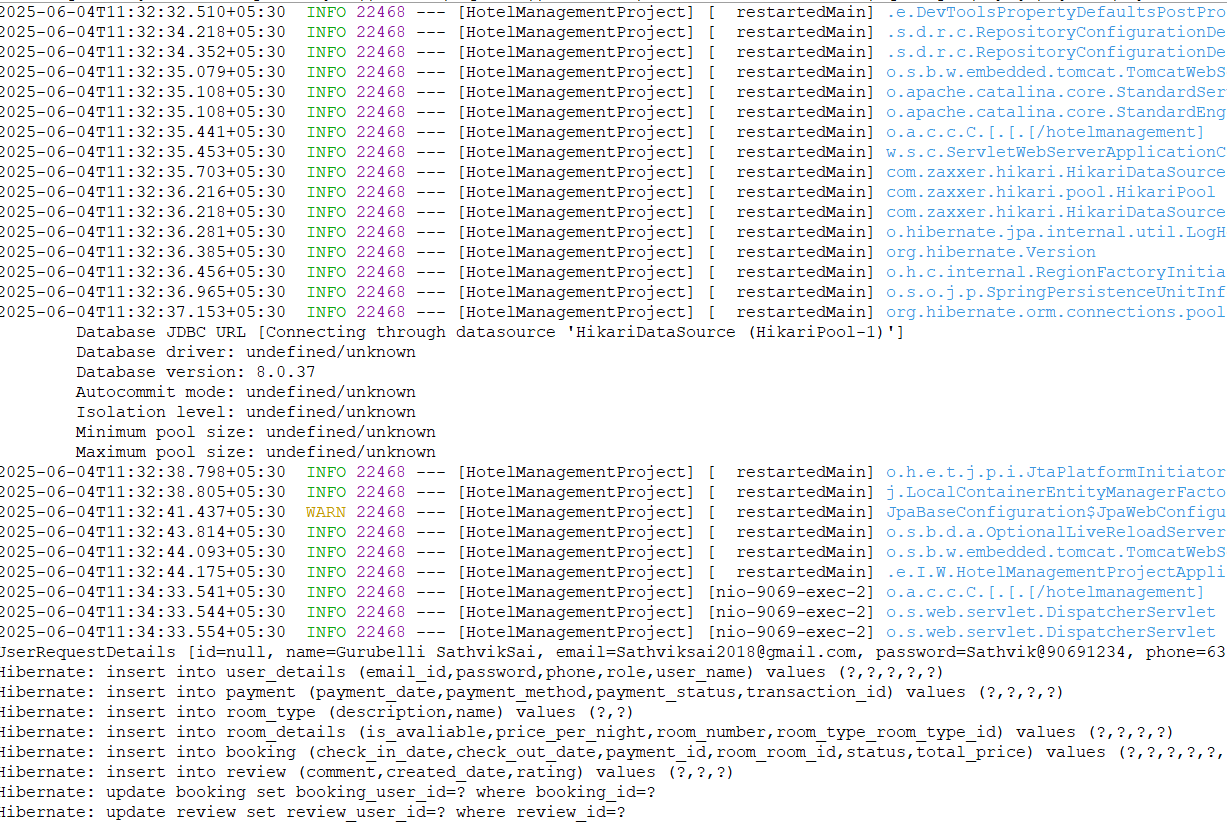 2025-06-04T11:32:32.510+05:30 INFO 22468 --- [HotelManagementProject] [ restartedMain] .e.DevToolsPropertyDefaultsPostPro
2025-06-04T11:32:34.218+05:30 INFO 22468 --- [HotelManagementProject] [ restartedMain] .s.d.r.c.RepositoryConfigurationDe
2025-06-04T11:32:34.352+05:30 INFO 22468 --- [HotelManagementProject] [ restartedMain] .s.d.r.c.RepositoryConfigurationDe
2025-06-04T11:32:35.079+05:30 INFO 22468 --- [HotelManagementProject] [ restartedMain] o.s.b.w.embedded.tomcat.TomcatWebS
2025-06-04T11:32:35.108+05:30 INFO 22468 --- [HotelManagementProject] [ restartedMain] o.apache.catalina.core.StandardSer
2025-06-04T11:32:35.108+05:30 INFO 22468 --- [HotelManagementProject] [ restartedMain] o.apache.catalina.core.StandardEng
2025-06-04T11:32:35.441+05:30 INFO 22468 --- [HotelManagementProject] [ restartedMain] o.a.c.c.C.[.[.[/hotelmanagement]
2025-06-04T11:32:35.453+05:30 INFO 22468 --- [HotelManagementProject] [ restartedMain] w.s.c.ServletWebServerApplicationC
2025-06-04T11:32:35.703+05:30 INFO 22468 --- [HotelManagementProject] [ restartedMain] com.zaxxer.hikari.HikariDataSource
2025-06-04T11:32:36.216+05:30 INFO 22468 --- [HotelManagementProject] [ restartedMain] com.zaxxer.hikari.pool.HikariPool
2025-06-04T11:32:36.218+05:30 INFO 22468 --- [HotelManagementProject] [ restartedMain] com.zaxxer.hikari.HikariDataSource
2025-06-04T11:32:36.281+05:30 INFO 22468 --- [HotelManagementProject] [ restartedMain] o.hibernate.jpa.internal.util.LogH
2025-06-04T11:32:36.385+05:30 INFO 22468 --- [HotelManagementProject] [ restartedMain] org.hibernate.Version
2025-06-04T11:32:36.456+05:30 INFO 22468 --- [HotelManagementProject] [ restartedMain] o.h.c.internal.RegionFactoryInitia
2025-06-04T11:32:36.965+05:30 INFO 22468 --- [HotelManagementProject] [ restartedMain] o.s.o.j.p.SpringPersistenceUnitInf
2025-06-04T11:32:37.153+05:30 INFO 22468 --- [HotelManagementProject] [ restartedMain] org.hibernate.orm.connections.pool
Database JDBC URL [Connecting through datasource 'HikariDataSource (HikariPool-1)']
Database driver: undefined/unknown
Database version: 8.0.37
Autocommit mode: undefined/unknown
Isolation level: undefined/unknown
Minimum pool size: undefined/unknown
Maximum pool size: undefined/unknown
2025-06-04T11:32:38.798+05:30 INFO 22468 --- [HotelManagementProject] [ restartedMain] o.h.e.t.j.p.i.JtaPlatformInitiator
2025-06-04T11:32:38.805+05:30 INFO 22468 --- [HotelManagementProject] [ restartedMain] j.LocalContainerEntityManagerFacto
2025-06-04T11:32:41.437+05:30 WARN 22468 --- [HotelManagementProject] [ restartedMain] JpaBaseConfiguration$JpaWebConfigu
2025-06-04T11:32:43.814+05:30 INFO 22468 --- [HotelManagementProject] [ restartedMain] o.s.b.d.a.OptionalLiveReloadServer
2025-06-04T11:32:44.093+05:30 INFO 22468 --- [HotelManagementProject] [ restartedMain] o.s.b.w.embedded.tomcat.TomcatWebS
2025-06-04T11:32:44.175+05:30 INFO 22468 --- [HotelManagementProject] [ restartedMain] .e.I.W.HotelManagementProjectAppli
2025-06-04T11:34:33.541+05:30 INFO 22468 --- [HotelManagementProject] [nio-9069-exec-2] o.a.c.c.C.[.[.[/hotelmanagement]
2025-06-04T11:34:33.544+05:30 INFO 22468 --- [HotelManagementProject] [nio-9069-exec-2] o.s.web.servlet.DispatcherServlet
2025-06-04T11:34:33.554+05:30 INFO 22468 --- [HotelManagementProject] [nio-9069-exec-2] o.s.web.servlet.DispatcherServlet
UserRequestDetails [id=null, name=Gurubelli SathvikSai, email=Sathviksai2018@gmail.com, password=Sathvik@90691234, phone=63
Hibernate: insert into user_details (email_id,password,phone,role,user_name) values (?,?,?,?,?)
Hibernate: insert into payment (payment_date,payment_method,payment_status,transaction_id) values (?,?,?,?)
Hibernate: insert into room_type (description,name) values (?,?)
Hibernate: insert into room_details (is_avaliable,price_per_night,room_number,room_type_room_type_id) values (?,?,?,?)
Hibernate: insert into booking (check_in_date,check_out_date,payment_id,room_room_id,status,total_price) values (?,?,?,?,?,
Hibernate: insert into review (comment,created_date,rating) values (?,?,?)
Hibernate: update booking set booking_user_id=? where booking_id=?
Hibernate: update review set review_user_id=? where review_id=?